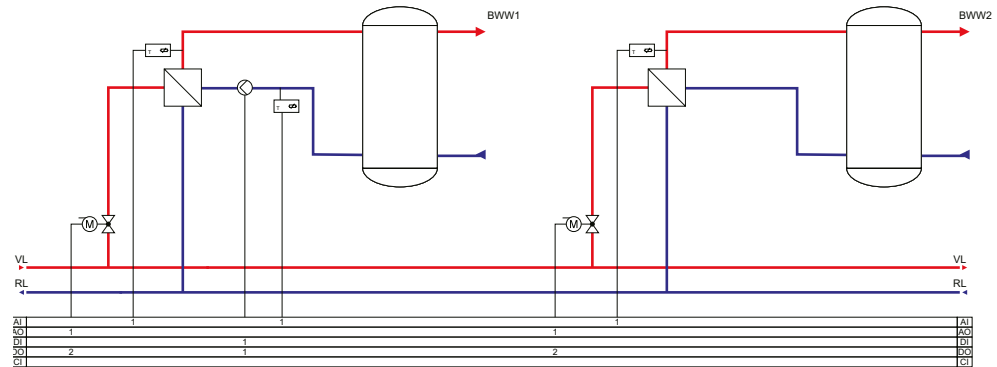 BWW1 BWW2
T T
T
M M
VL VL
RL RL
AI 1 1 1 AI
AO 1 1 AO
DI 1 DI
DO 2 1 2 DO
CI CI